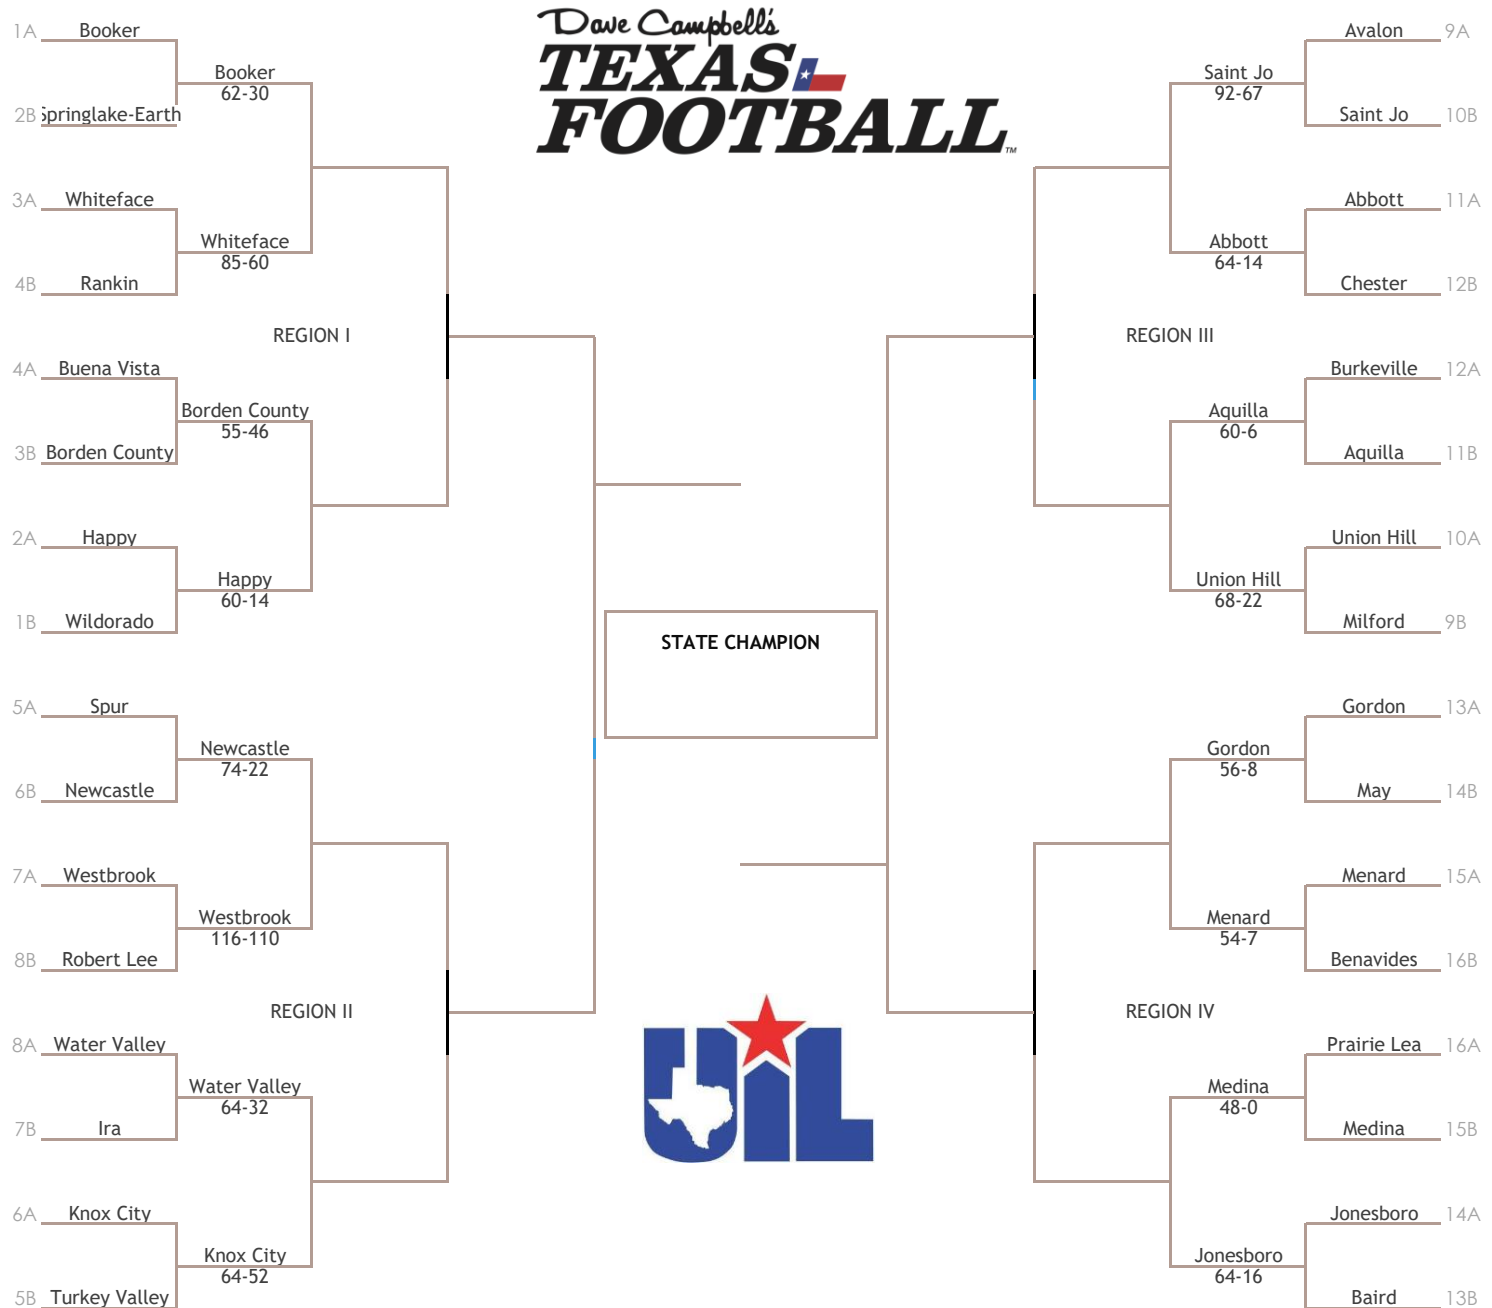 Dave Campbell's
TEXAS
FOOTBALL™
1A Booker
Booker
62-30
2B Springlake-Earth
3A Whiteface
Whiteface
85-60
4B Rankin
REGION I
4A Buena Vista
Borden County
55-46
3B Borden County
2A Happy
Happy
60-14
1B Wildorado
5A Spur
Newcastle
74-22
6B Newcastle
7A Westbrook
Westbrook
116-110
8B Robert Lee
REGION II
8A Water Valley
Water Valley
64-32
7B Ira
6A Knox City
Knox City
64-52
5B Turkey Valley
STATE CHAMPION
UIL
Avalon 9A
Saint Jo
92-67
Saint Jo 10B
Abbott 11A
Abbott
64-14
Chester 12B
REGION III
Burkeville 12A
Aquilla
60-6
Aquilla 11B
Union Hill 10A
Union Hill
68-22
Milford 9B
Gordon 13A
Gordon
56-8
May 14B
Menard 15A
Menard
54-7
Benavides 16B
REGION IV
Prairie Lea 16A
Medina
48-0
Medina 15B
Jonesboro 14A
Jonesboro
64-16
Baird 13B